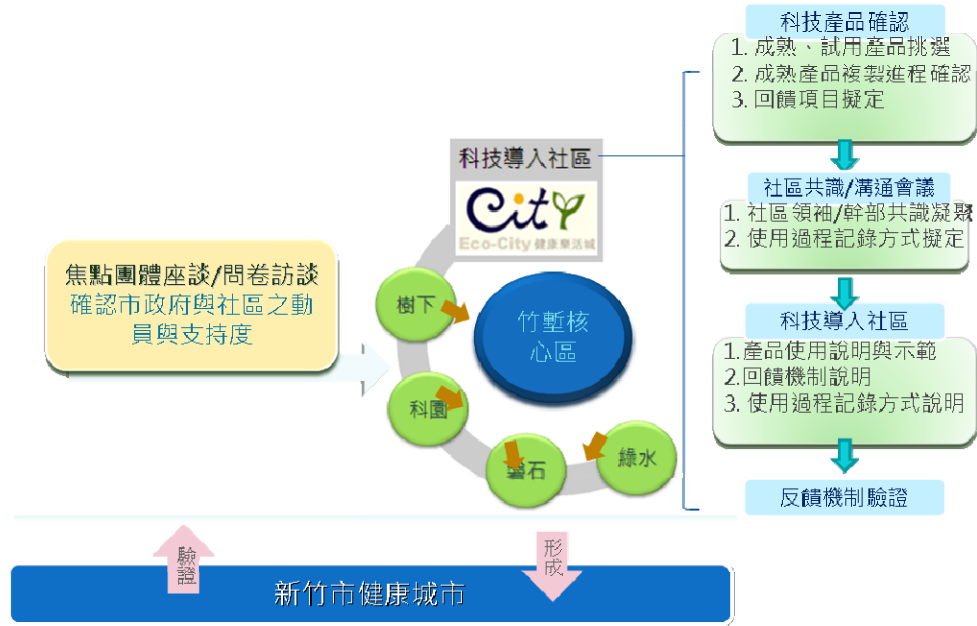 焦點團體座談/問卷訪談
確認市政府與社區之動
員與支持度
科技導入社區
City
Eco-City 健康樂活城
樹下
科園
磐石
綠水
竹塹核
心區
科技產品確認
1. 成熟、試用產品挑選
2. 成熟產品複製進程確認
3. 回饋項目擬定
社區共識/溝通會議
1. 社區領袖/幹部共識凝聚
2. 使用過程記錄方式擬定
科技導入社區
1.產品使用說明與示範
2.回饋機制說明
3. 使用過程記錄方式說明
反饋機制驗證
驗證
形成
新竹市健康城市